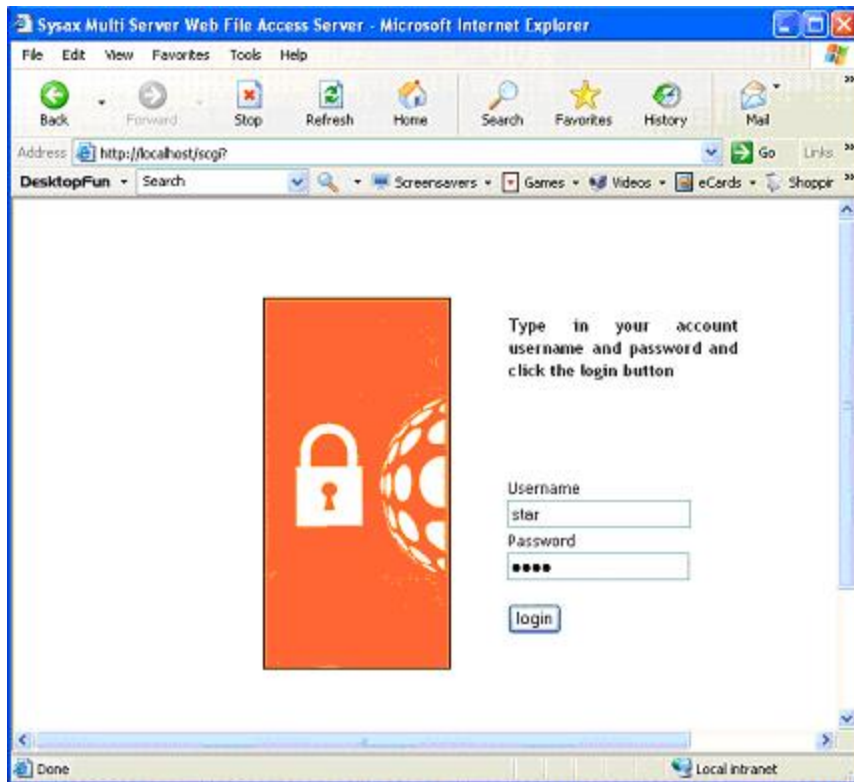 Sysax Multi Server Web File Access Server - Microsoft Internet Explorer
File Edit View Favorites Tools Help
Back Forward Stop Refresh Home Search Favorites History Mail
Address http://localhost/scgi? Go Links
DesktopFun Search Screensavers Games Videos eCards Shoppir
Type in your account
username and password and
click the login button
Username
star
Password
login
Done Local intranet